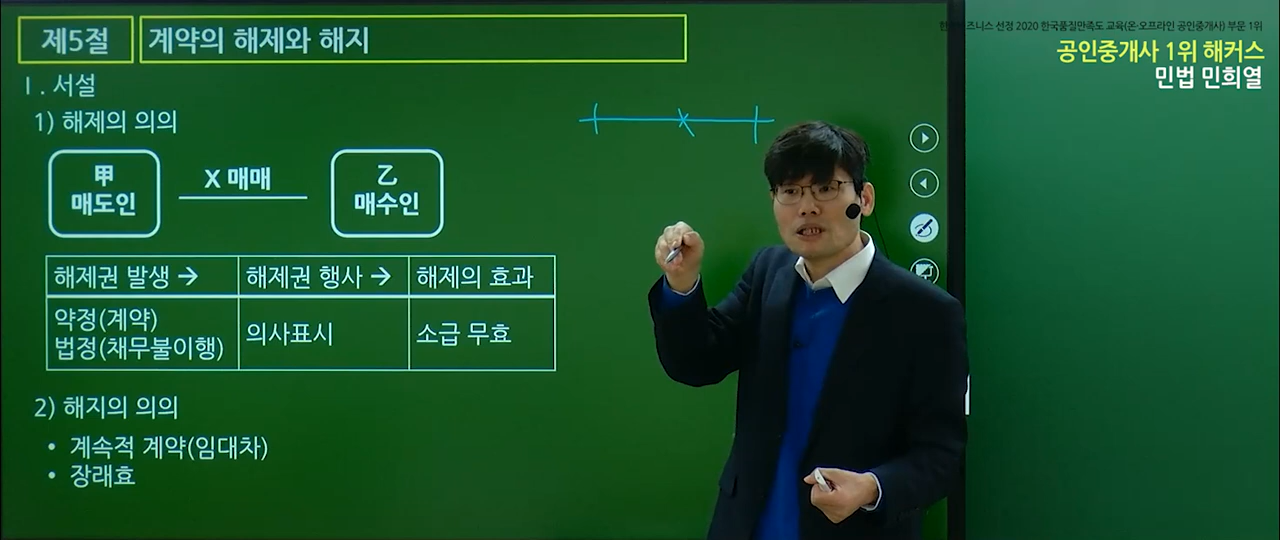 제5절
계약의 해제와 해지
즈니스 선정 2020 한국품질만족도 교육(온·오프라인 공인중개사) 부문 1위
공인중개사 1위 해커스
민법 민희열
Ⅰ. 서설
1) 해제의 의의
甲
매도인
X 매매
乙
매수인
해제권 발생 →
해제권 행사 →
해제의 효과
약정(계약)
법정(채무불이행)
의사표시
소급 무효
2) 해지의 의의
• 계속적 계약(임대차)
• 장래효